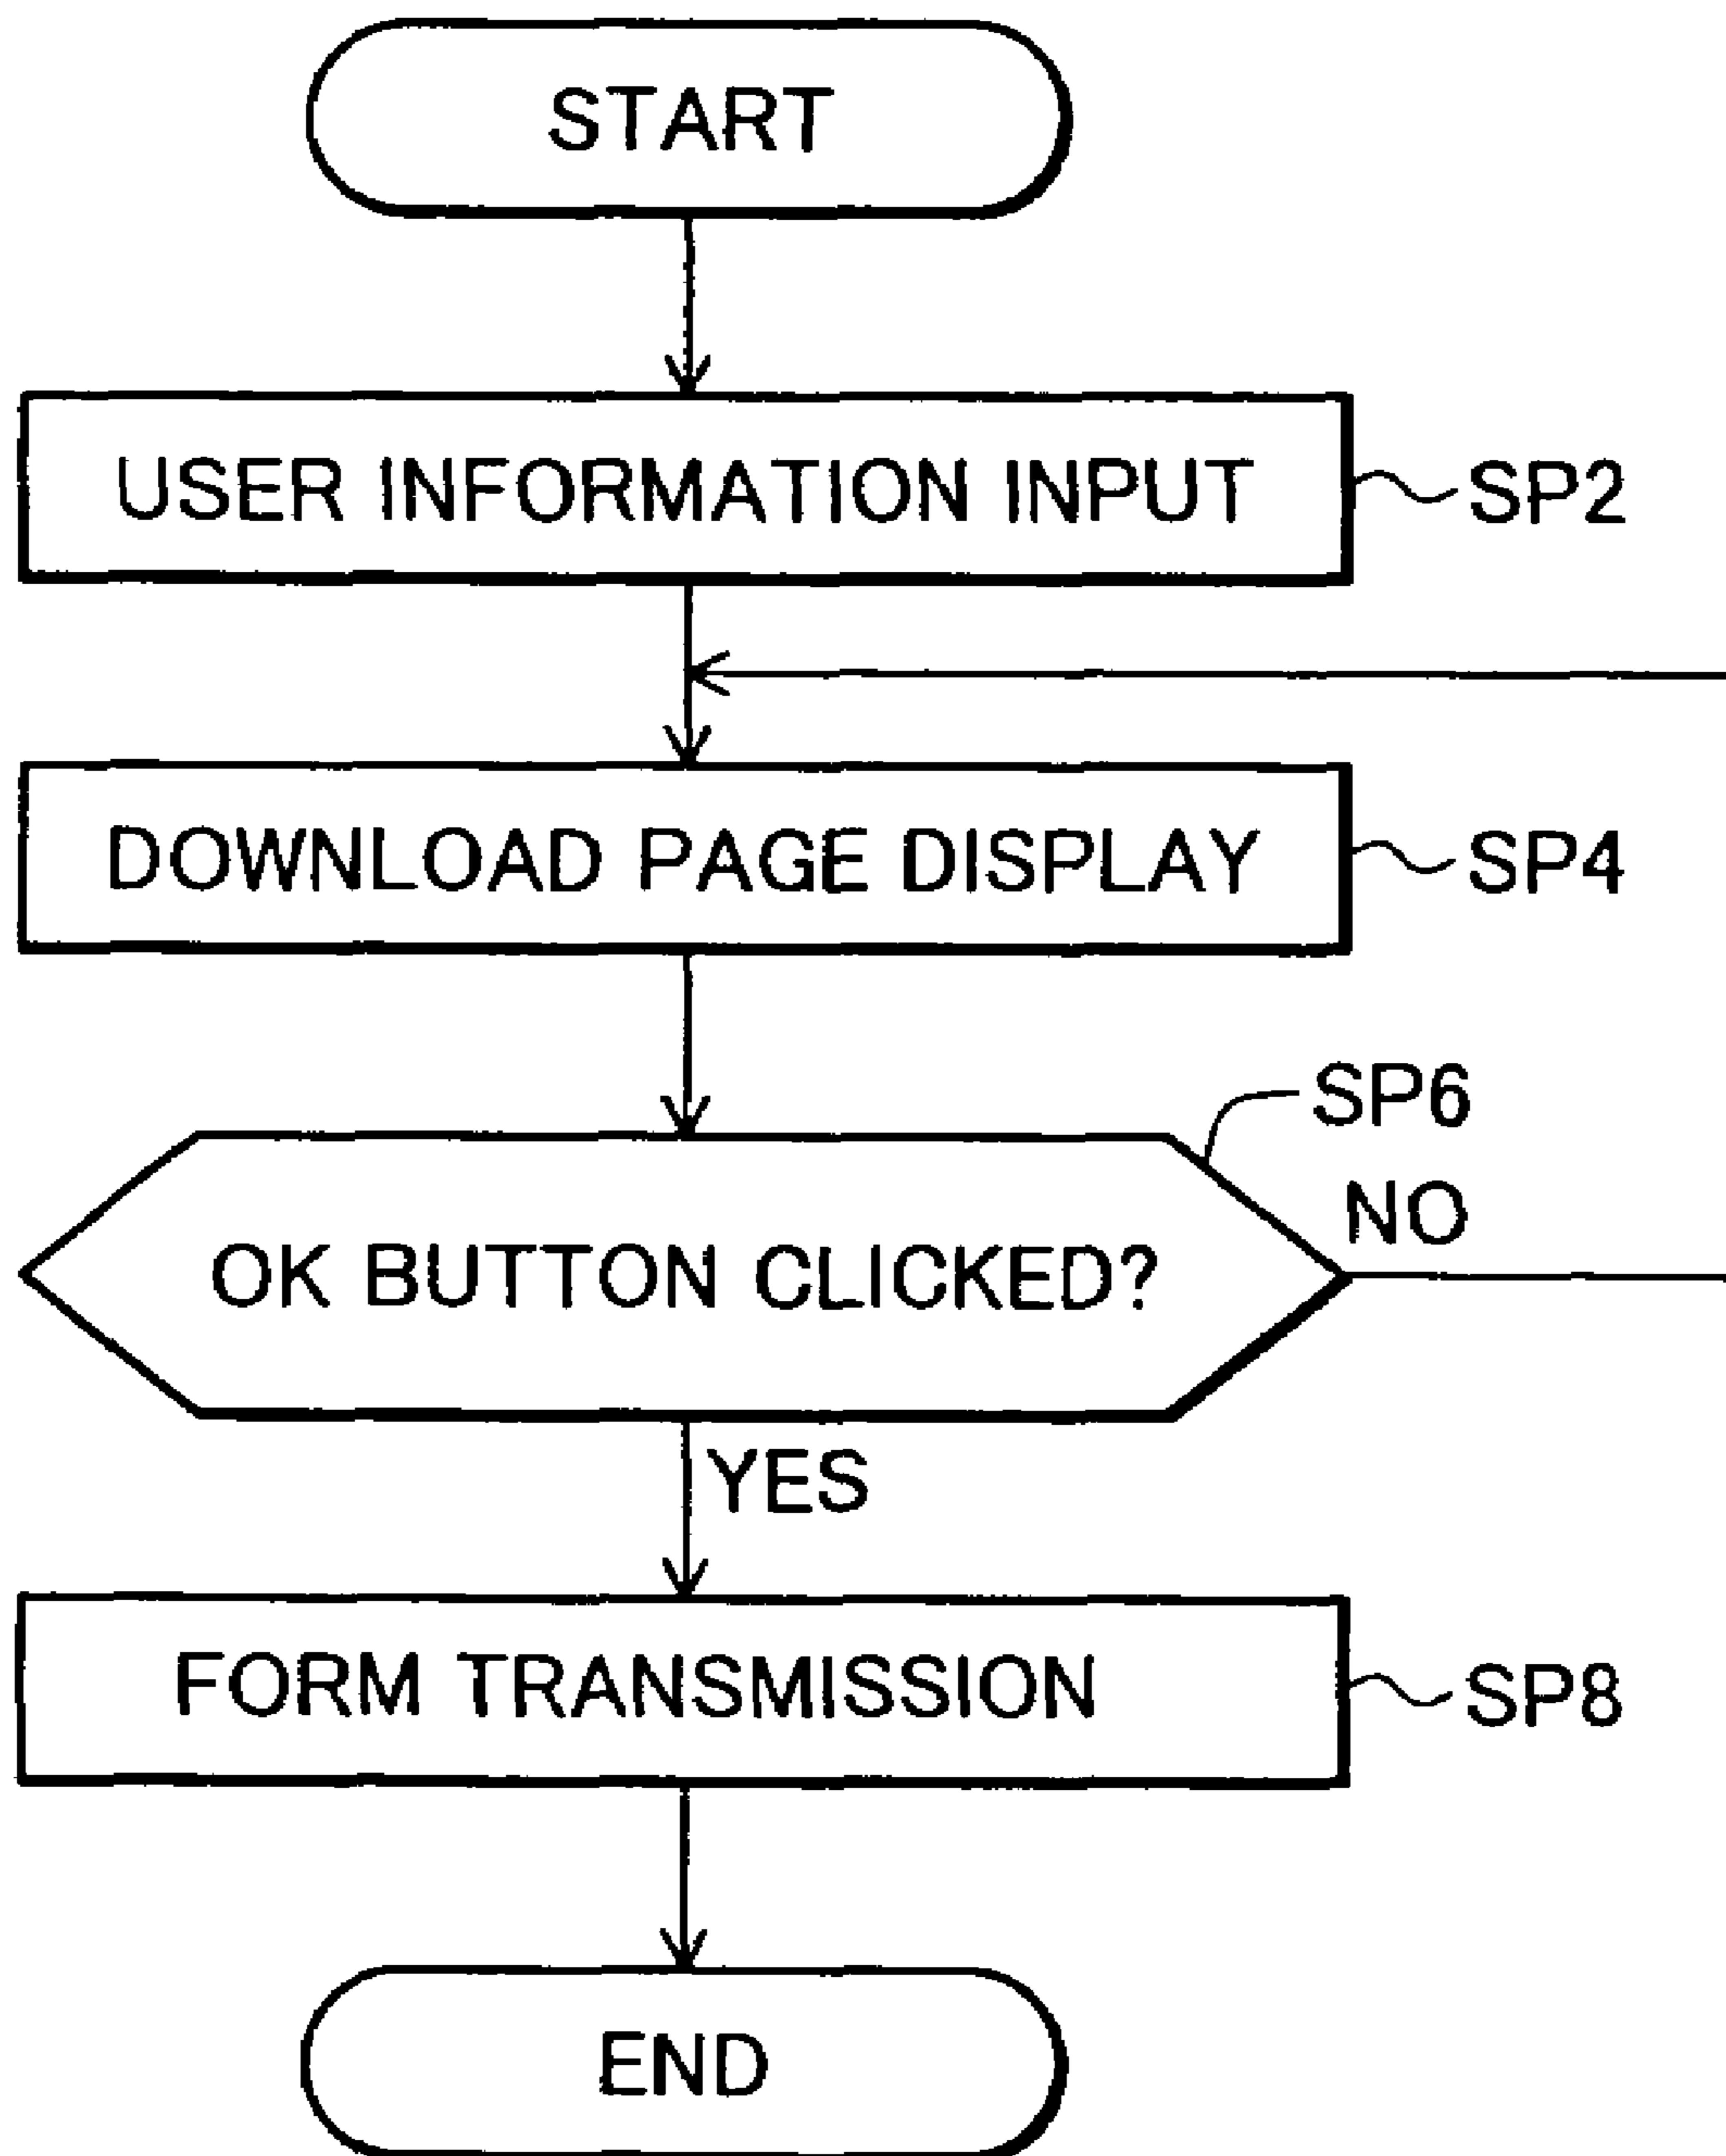 START
USER INFORMATION INPUT
SP2
DOWNLOAD PAGE DISPLAY
SP4
SP6
NO
OK BUTTON CLICKED?
YES
FORM TRANSMISSION
SP8
END